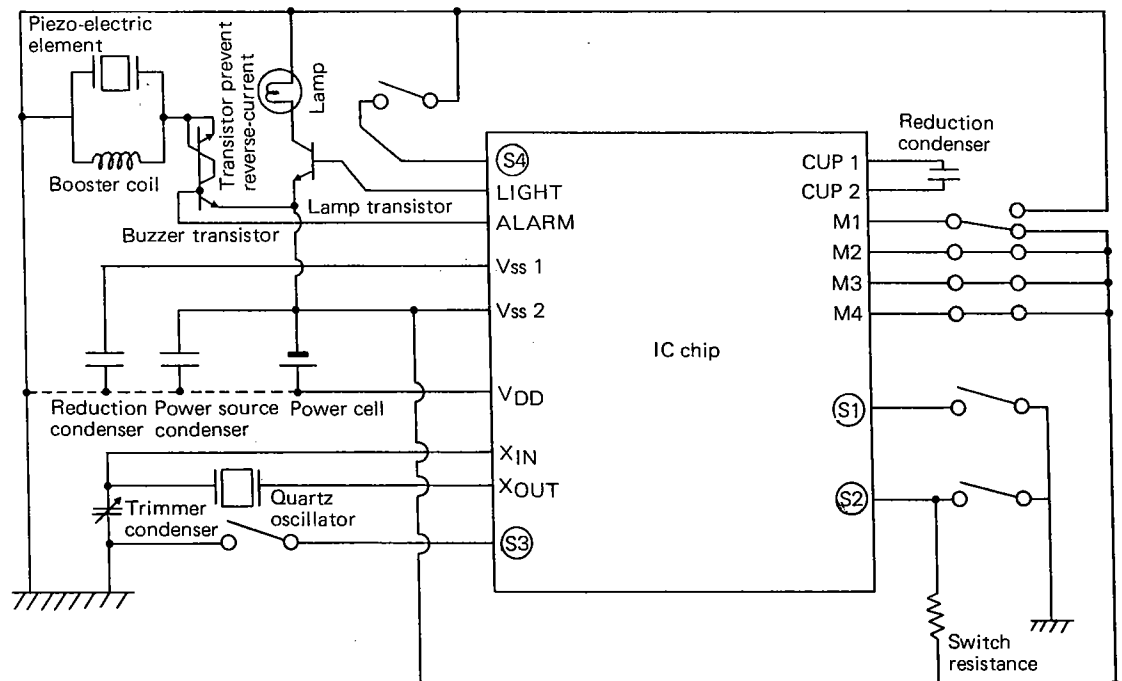 Piezo-electric
element
Transistor prevent
reverse-current
Lamp
Booster coil
Lamp transistor
Buzzer transistor
S4
LIGHT
ALARM
Vss 1
Vss 2
VDD
XIN
XOUT
S3
IC chip
CUP 1
CUP 2
M1
M2
M3
M4
S1
S2
Reduction
condenser
Reduction
condenser
Power source
condenser
Power cell
Trimmer
condenser
Quartz
oscillator
Switch
resistance